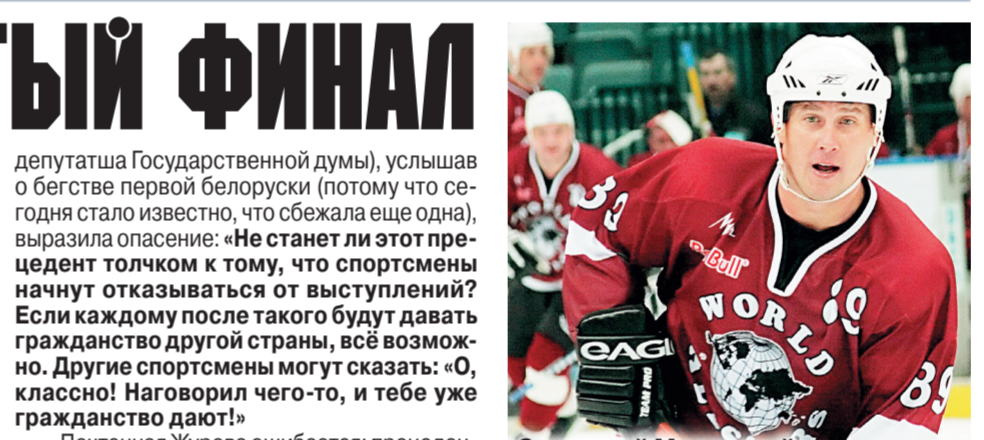 ТЫЙ ФИНАЛ
депутатша Государственной думы), услышав
о бегстве первой белоруски (потому что се-
годня стало известно, что сбежала еще одна),
выразила опасение: «Не станет ли этот пре-
цедент толчком к тому, что спортсмены
начнут отказываться от выступлений?
Если каждому после такого будут давать
гражданство другой страны, всё возмож-
но. Другие спортсмены могут сказать: «О,
классно! Наговорил чего-то, и тебе уже
гражданство дают!»
89
Red Bull
WORLD
89
EAGLE
TEAM PRO